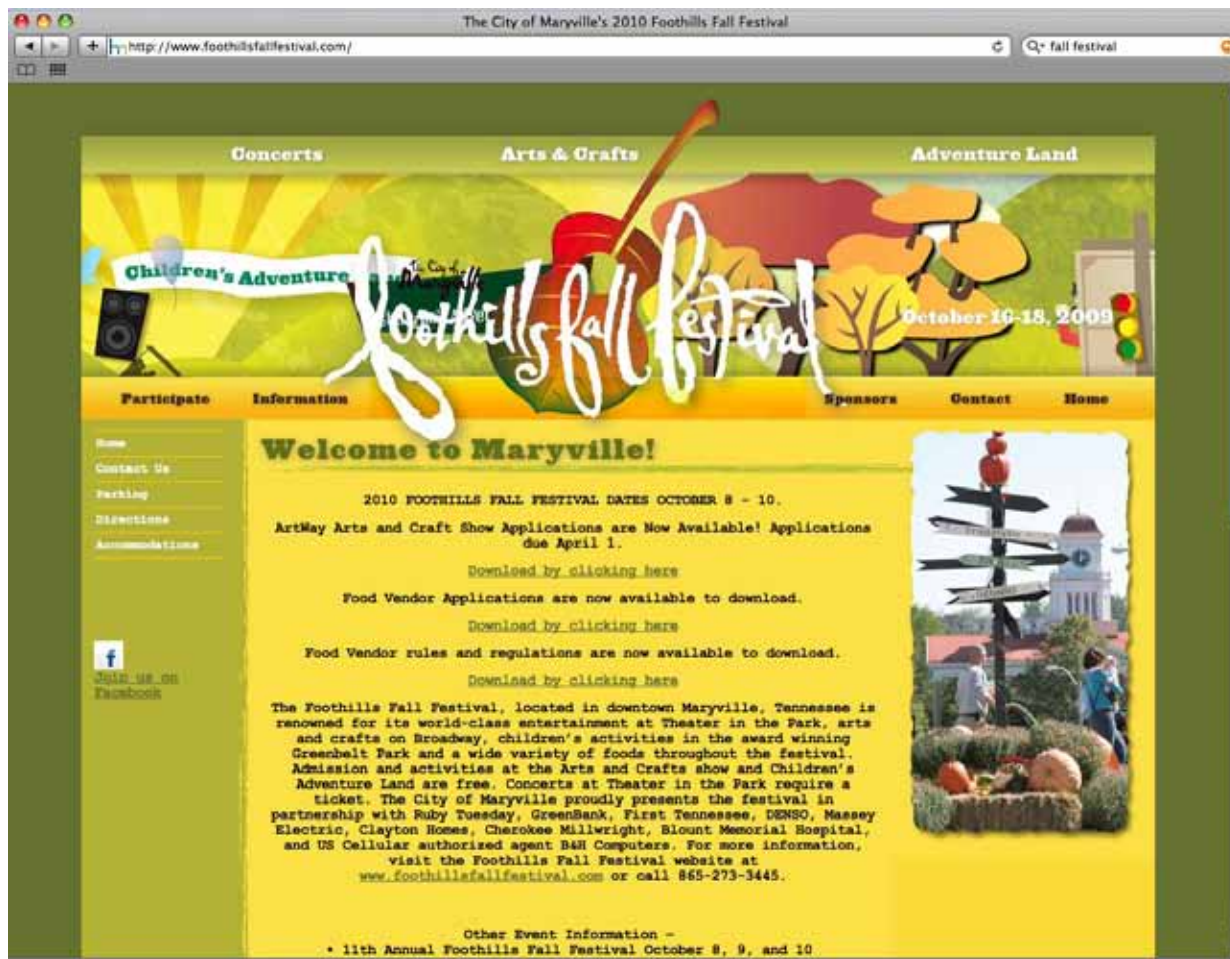 The City of Maryville's 2010 Foothills Fall Festival
http://www.foothillsfallfestival.com/
fall festival
Concerts
Arts & Crafts
Adventure Land
Children's Adventure
The City of
Maryville
foothills fall festival
October 16-18, 2009
Participate
Information
Sponsors
Contact
Home
Home
Contact Us
Parking
Directions
Accommodations
f
Join us on
Facebook
Welcome to Maryville!
2010 FOOTHILLS FALL FESTIVAL DATES OCTOBER 8 - 10.
ArtWay Arts and Craft Show Applications are Now Available! Applications
due April 1.
Download by clicking here
Food Vendor Applications are now available to download.
Download by clicking here
Food Vendor rules and regulations are now available to download.
Download by clicking here
The Foothills Fall Festival, located in downtown Maryville, Tennessee is
renowned for its world-class entertainment at Theater in the Park, arts
and crafts on Broadway, children's activities in the award winning
Greenbelt Park and a wide variety of foods throughout the festival.
Admission and activities at the Arts and Crafts show and Children's
Adventure Land are free. Concerts at Theater in the Park require a
ticket. The City of Maryville proudly presents the festival in
partnership with Ruby Tuesday, GreenBank, First Tennessee, DENSO, Massey
Electric, Clayton Homes, Cherokee Millwright, Blount Memorial Hospital,
and US Cellular authorized agent B&H Computers. For more information,
visit the Foothills Fall Festival website at
www.foothillsfallfestival.com or call 865-273-3445.
Other Event Information –
• 11th Annual Foothills Fall Festival October 8, 9, and 10